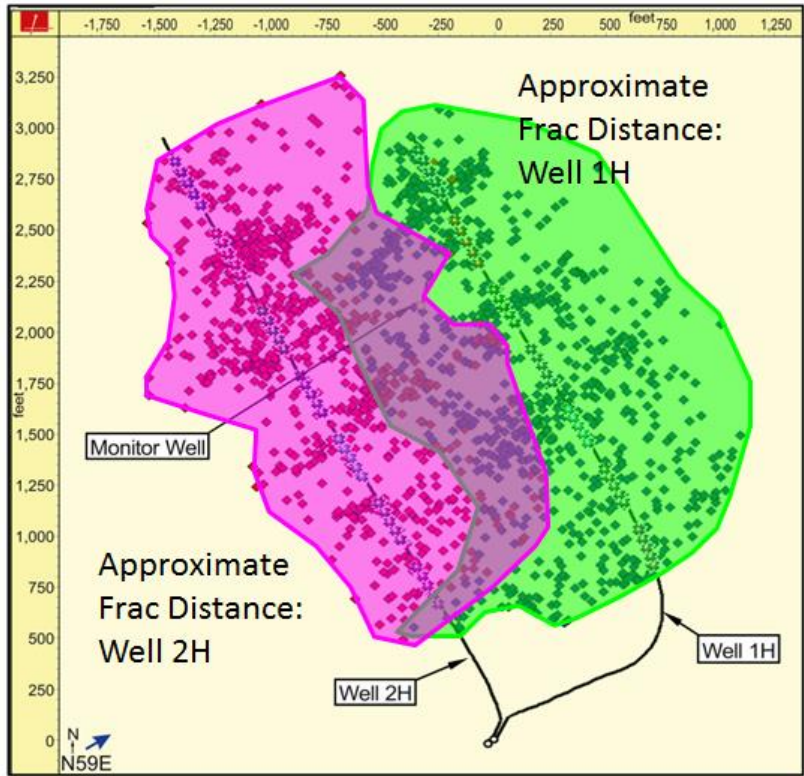 -1,750 -1,500 -1,250 -1,000 -750 -500 -250 0 250 feet 500 750 1,000 1,250
3,250
3,000
2,750
2,500
2,250
2,000
1,750
feet
1,500
1,250
1,000
750
500
250
0
Approximate
Frac Distance:
Well 1H
Monitor Well
Approximate
Frac Distance:
Well 2H
Well 1H
Well 2H
N
N59E